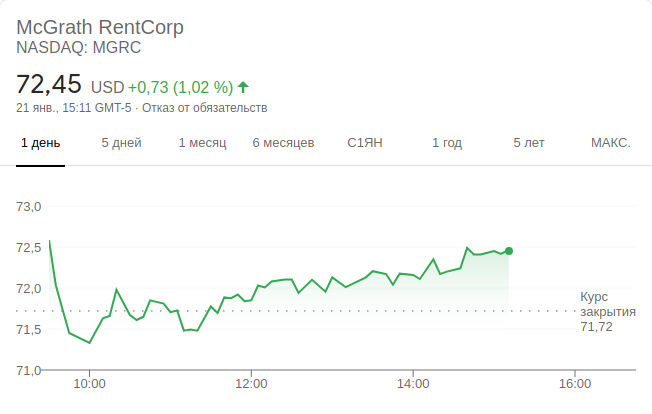 McGrath RentCorp
NASDAQ: MGRC
72,45 USD +0,73 (1,02 %)
21 янв., 15:11 GMT-5 · Отказ от обязательств
1 день 5 дней 1 месяц 6 месяцев С1ЯН 1 год 5 лет МАКС.
73,0
72,5
72,0
71,5
71,0
Курс
закрытия
71,72
10:00 12:00 14:00 16:00